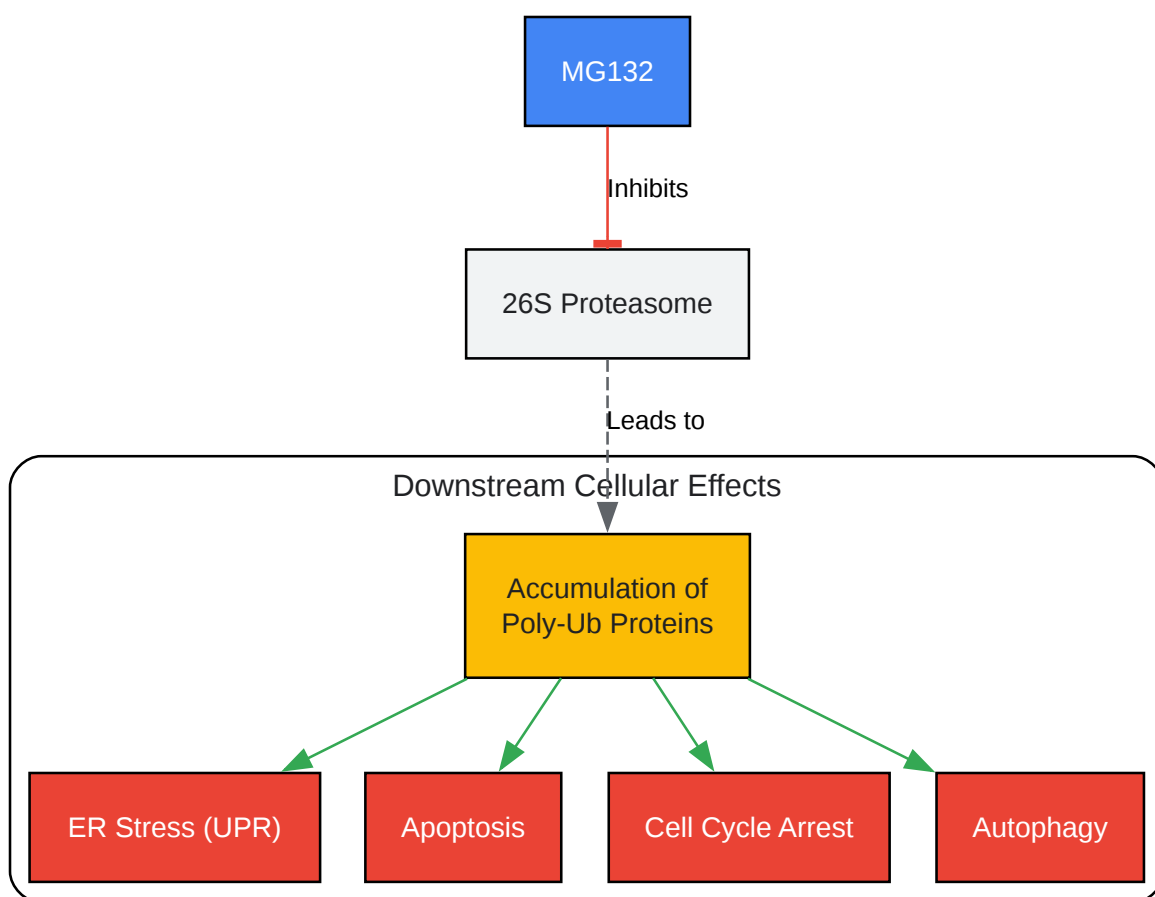 MG132
Inhibits
26S Proteasome
Leads to
Downstream Cellular Effects
Accumulation of
Poly-Ub Proteins
ER Stress (UPR)
Apoptosis
Cell Cycle Arrest
Autophagy